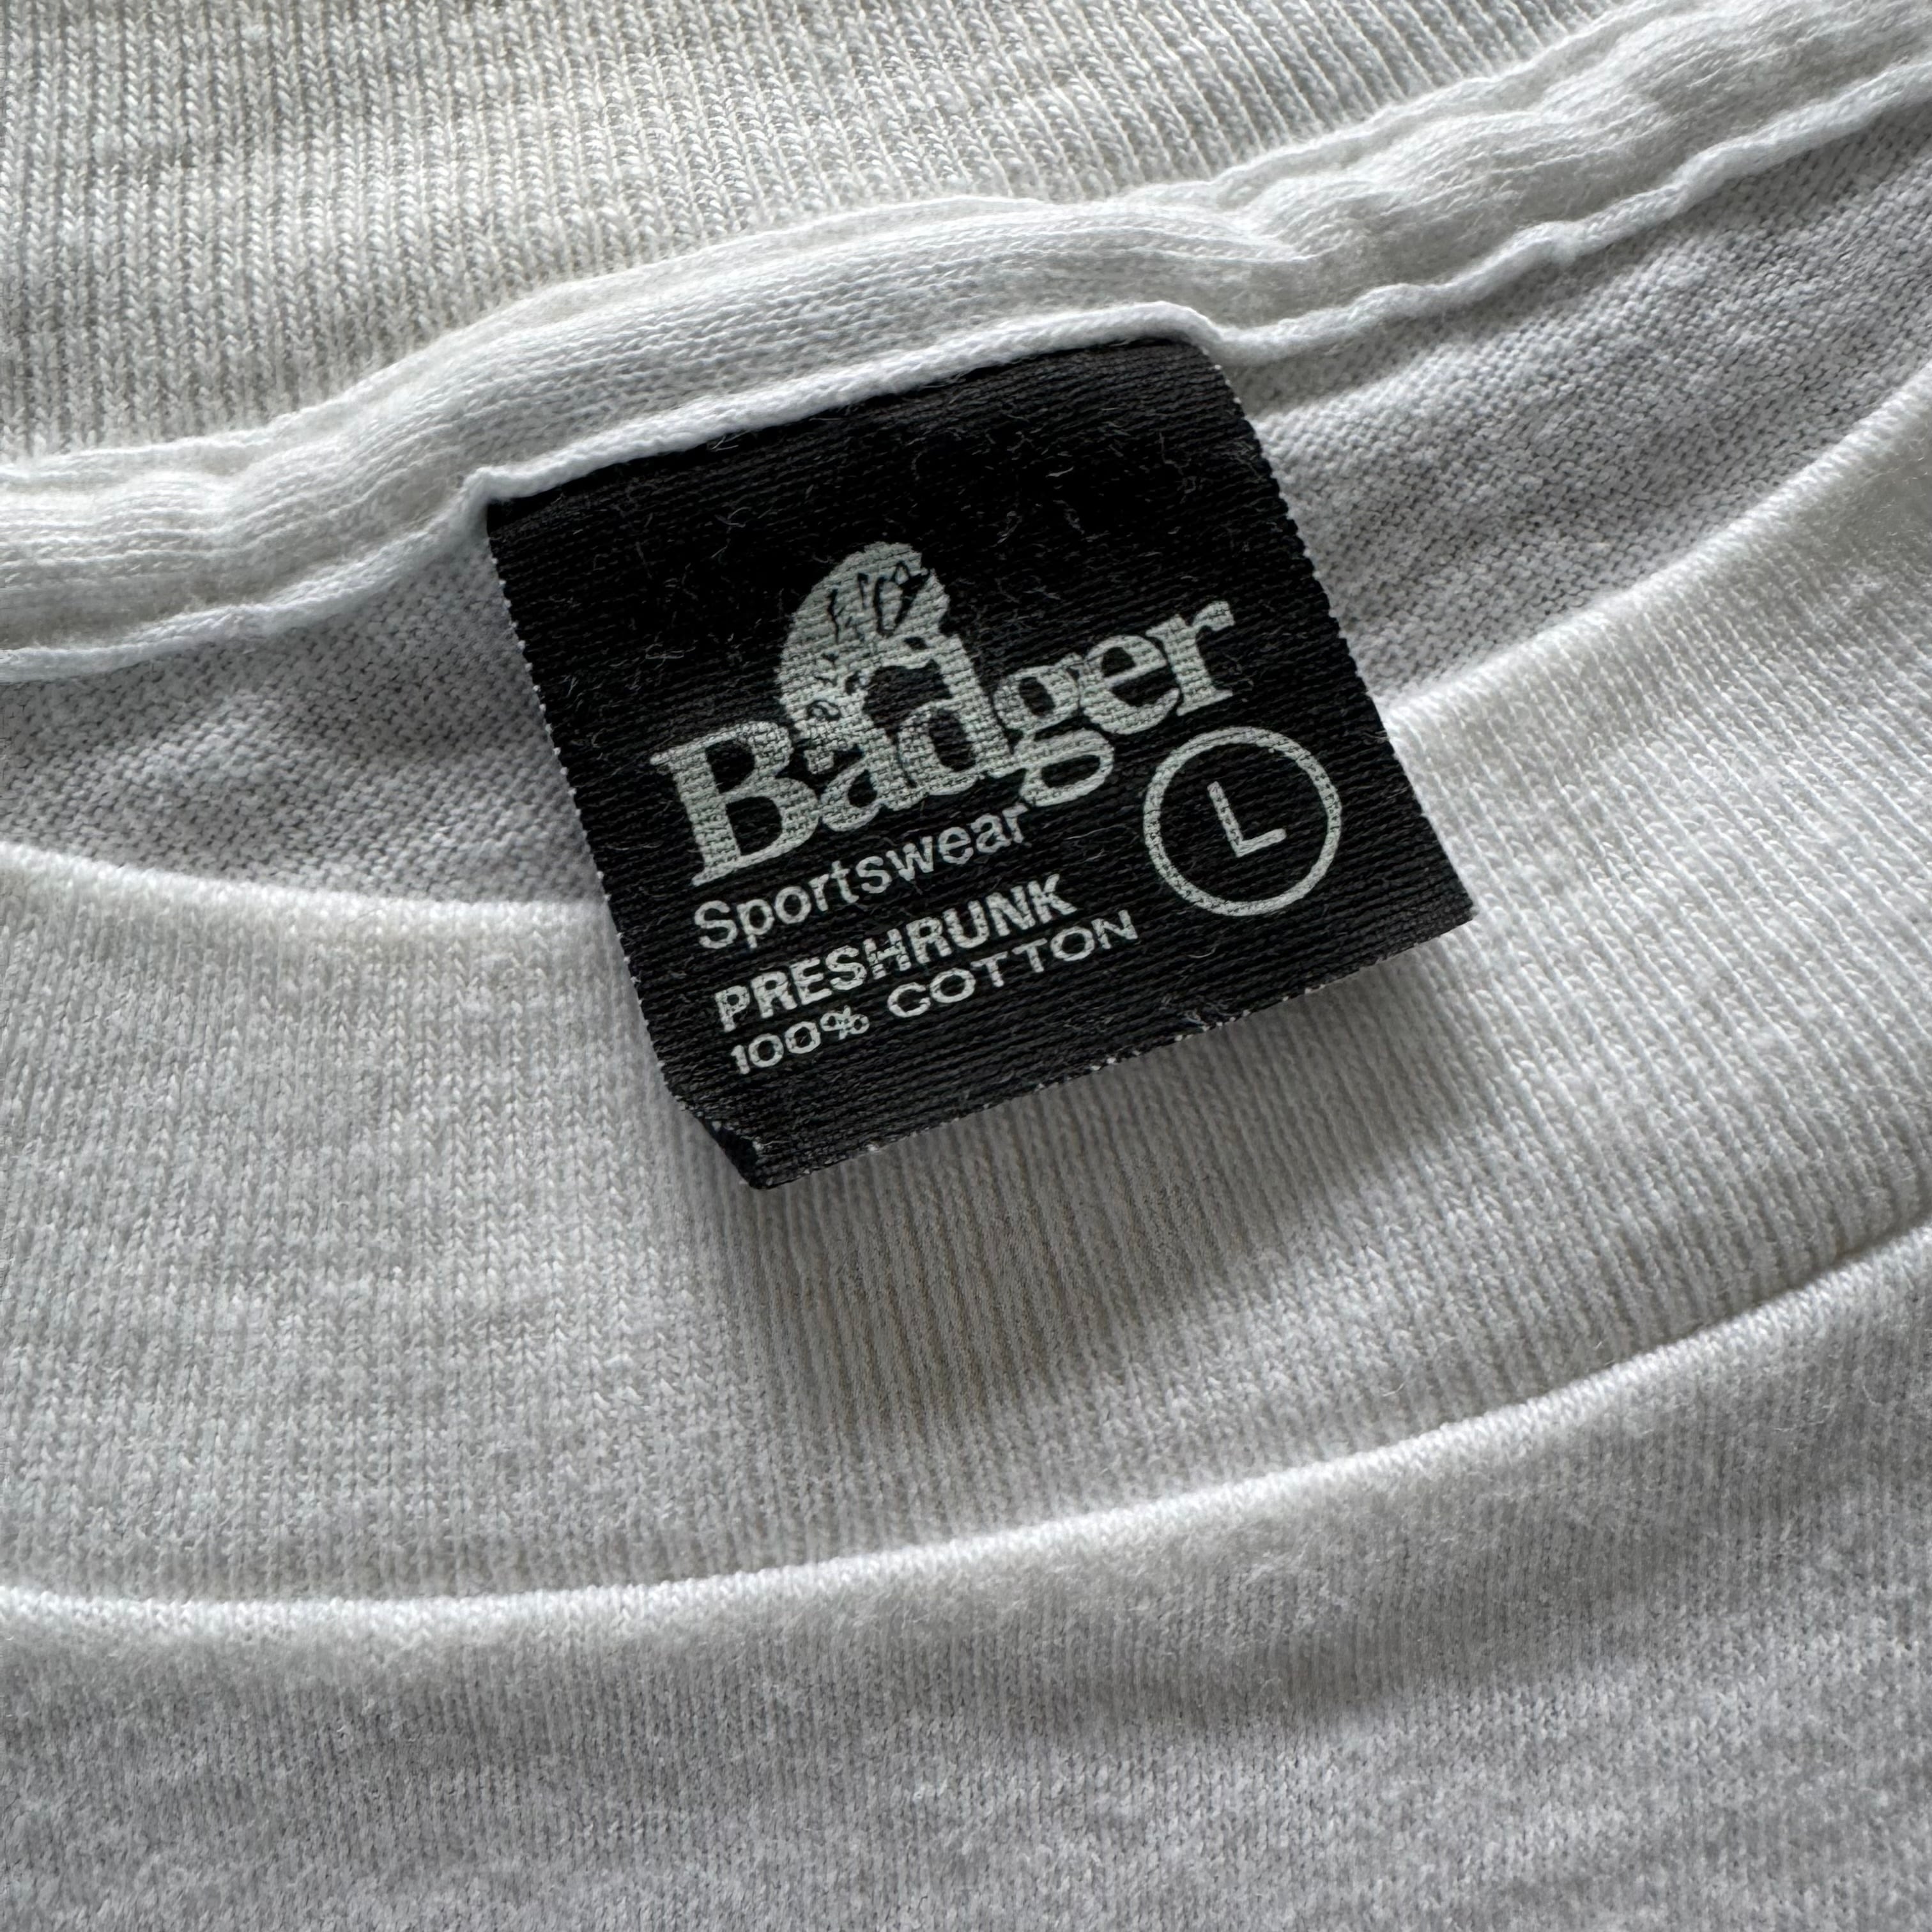 Badger
Sportswear
L
PRESHRUNK
100% COTTON